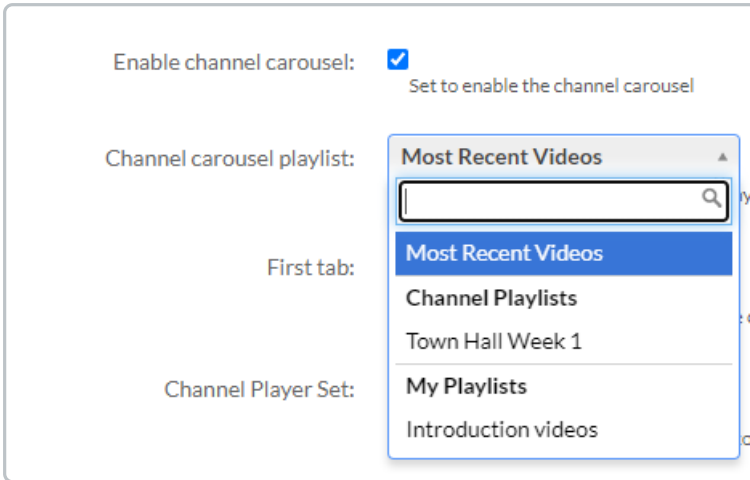 Enable channel carousel:
Set to enable the channel carousel
Channel carousel playlist:
Most Recent Videos
Most Recent Videos
First tab:
Channel Playlists
Town Hall Week 1
Channel Player Set:
My Playlists
Introduction videos